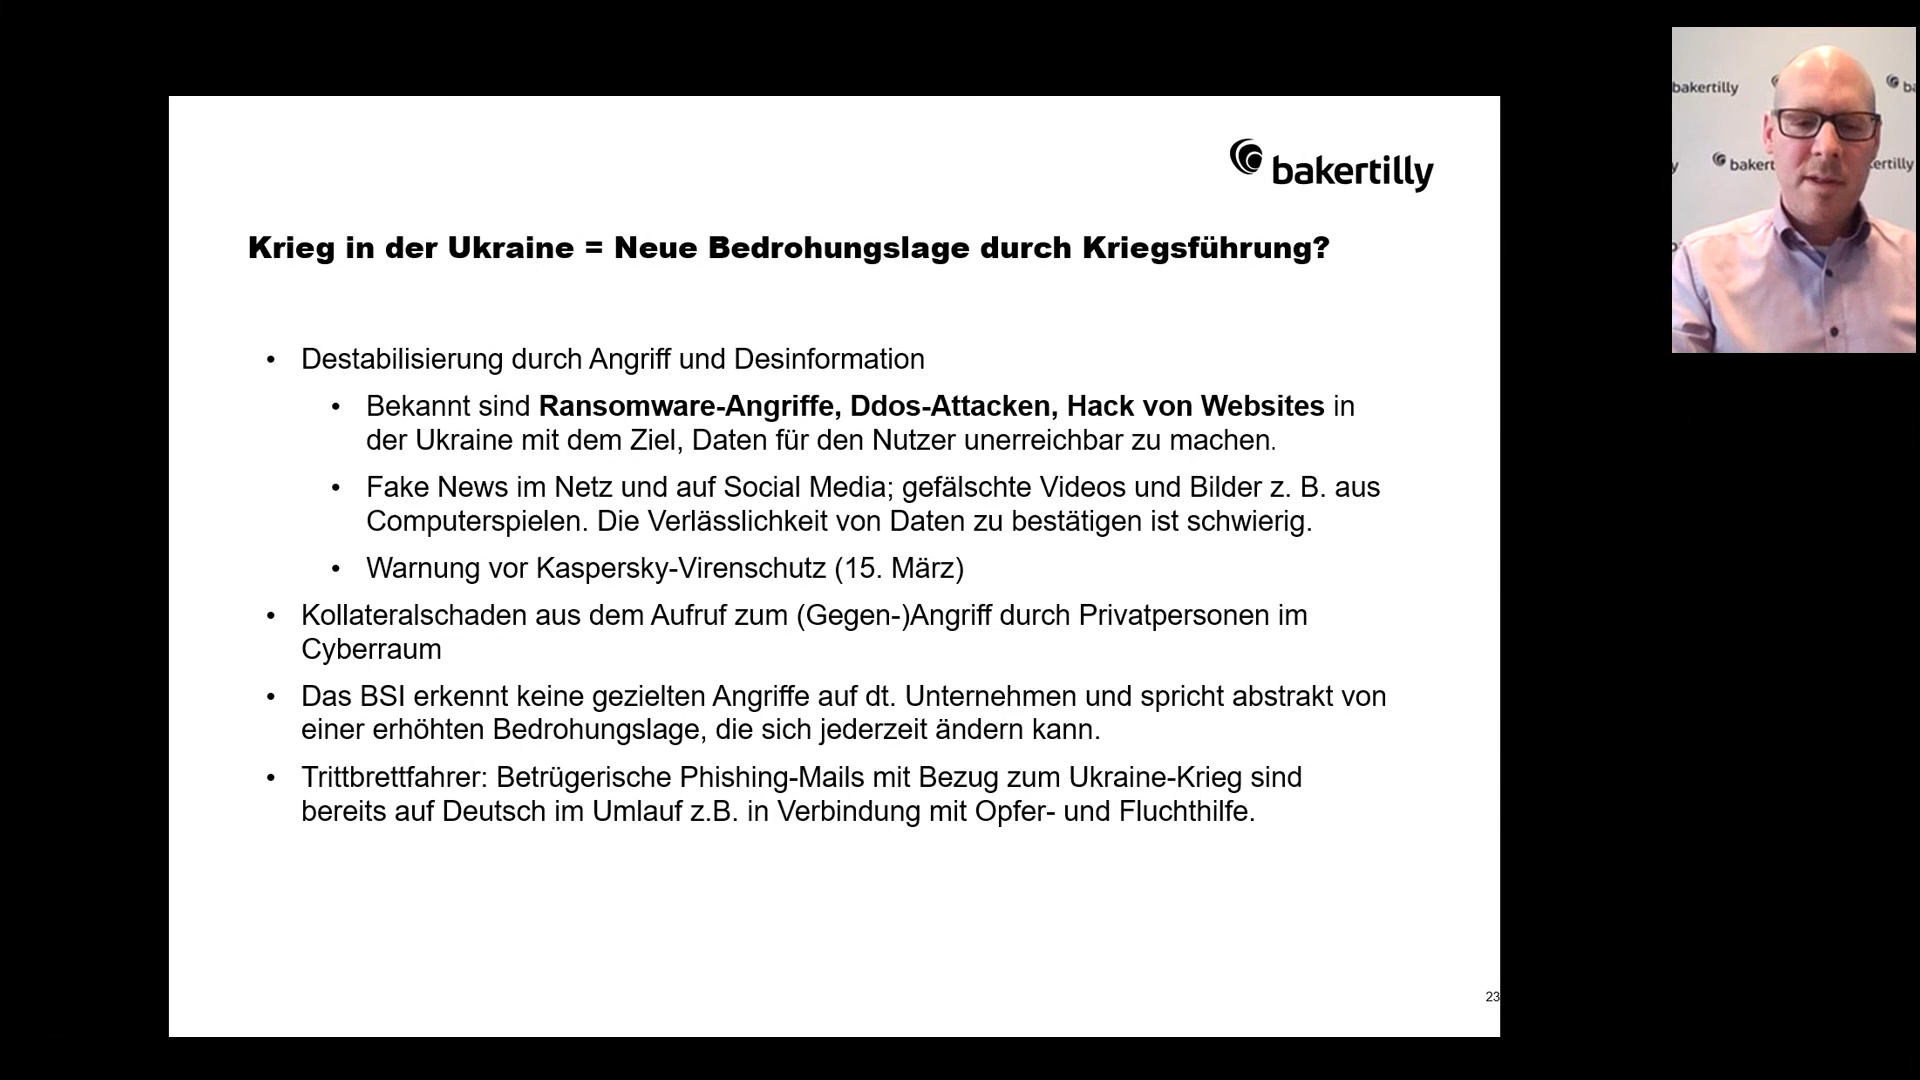 bakertilly
Krieg in der Ukraine = Neue Bedrohungslage durch Kriegsführung?
• Destabilisierung durch Angriff und Desinformation
• Bekannt sind Ransomware-Angriffe, Ddos-Attacken, Hack von Websites in
der Ukraine mit dem Ziel, Daten für den Nutzer unerreichbar zu machen.
• Fake News im Netz und auf Social Media; gefälschte Videos und Bilder z. B. aus
Computerspielen. Die Verlässlichkeit von Daten zu bestätigen ist schwierig.
• Warnung vor Kaspersky-Virenschutz (15. März)
• Kollateralschaden aus dem Aufruf zum (Gegen-)Angriff durch Privatpersonen im
Cyberraum
• Das BSI erkennt keine gezielten Angriffe auf dt. Unternehmen und spricht abstrakt von
einer erhöhten Bedrohungslage, die sich jederzeit ändern kann.
• Trittbrettfahrer: Betrügerische Phishing-Mails mit Bezug zum Ukraine-Krieg sind
bereits auf Deutsch im Umlauf z.B. in Verbindung mit Opfer- und Fluchthilfe.
23
bakertilly
ba
bakert
ertilly